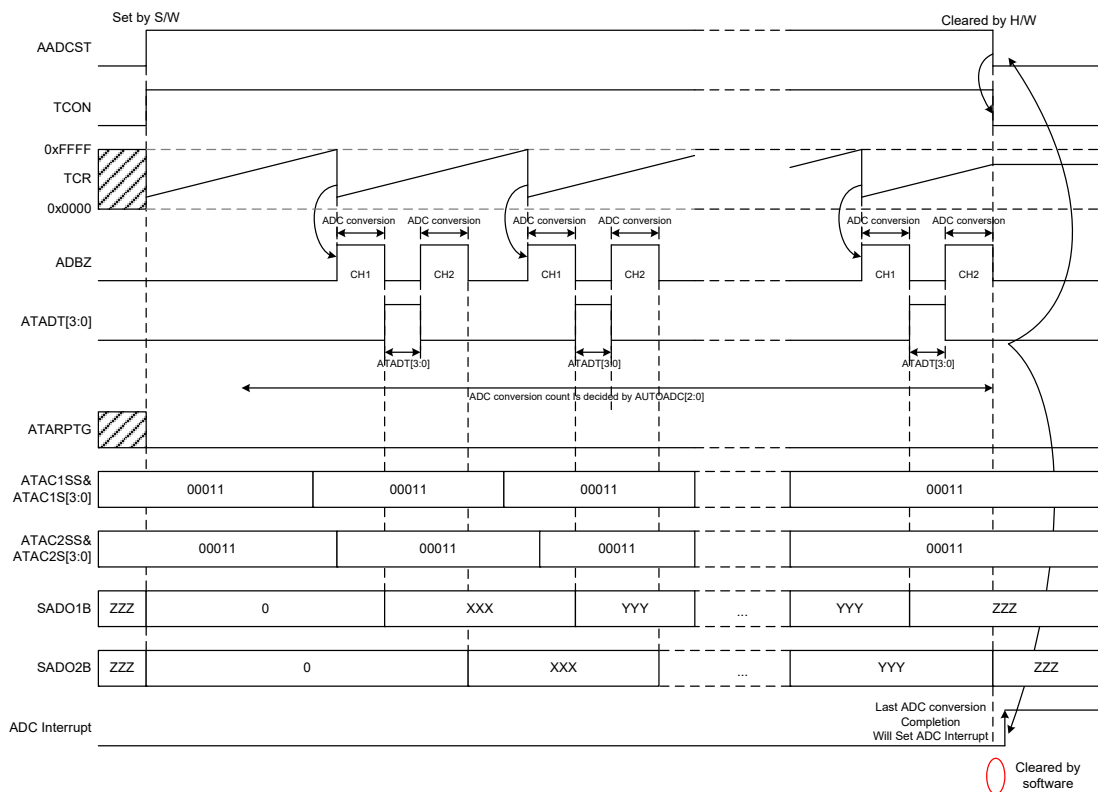 Set by S/W
Cleared by H/W
AADCST
TCON
0xFFFF
TCR
0x0000
ADC conversion
ADC conversion
ADC conversion
ADC conversion
ADC conversion
ADC conversion
ADBZ
CH1
CH2
CH1
CH2
CH1
CH2
ATADT[3:0]
ATADT[3:0]
ATADT[3:0]
ATADT[3:0]
ADC conversion count is decided by AUTOADC[2:0]
ATARPTG
ATAC1SS&
ATAC1S[3:0]
00011
00011
00011
00011
ATAC2SS&
ATAC2S[3:0]
00011
00011
00011
00011
SADO1B
ZZZ
0
XXX
YYY
...
YYY
ZZZ
SADO2B
ZZZ
0
XXX
...
YYY
ZZZ
ADC Interrupt
Last ADC conversion
Completion
Will Set ADC Interrupt
Cleared by
software